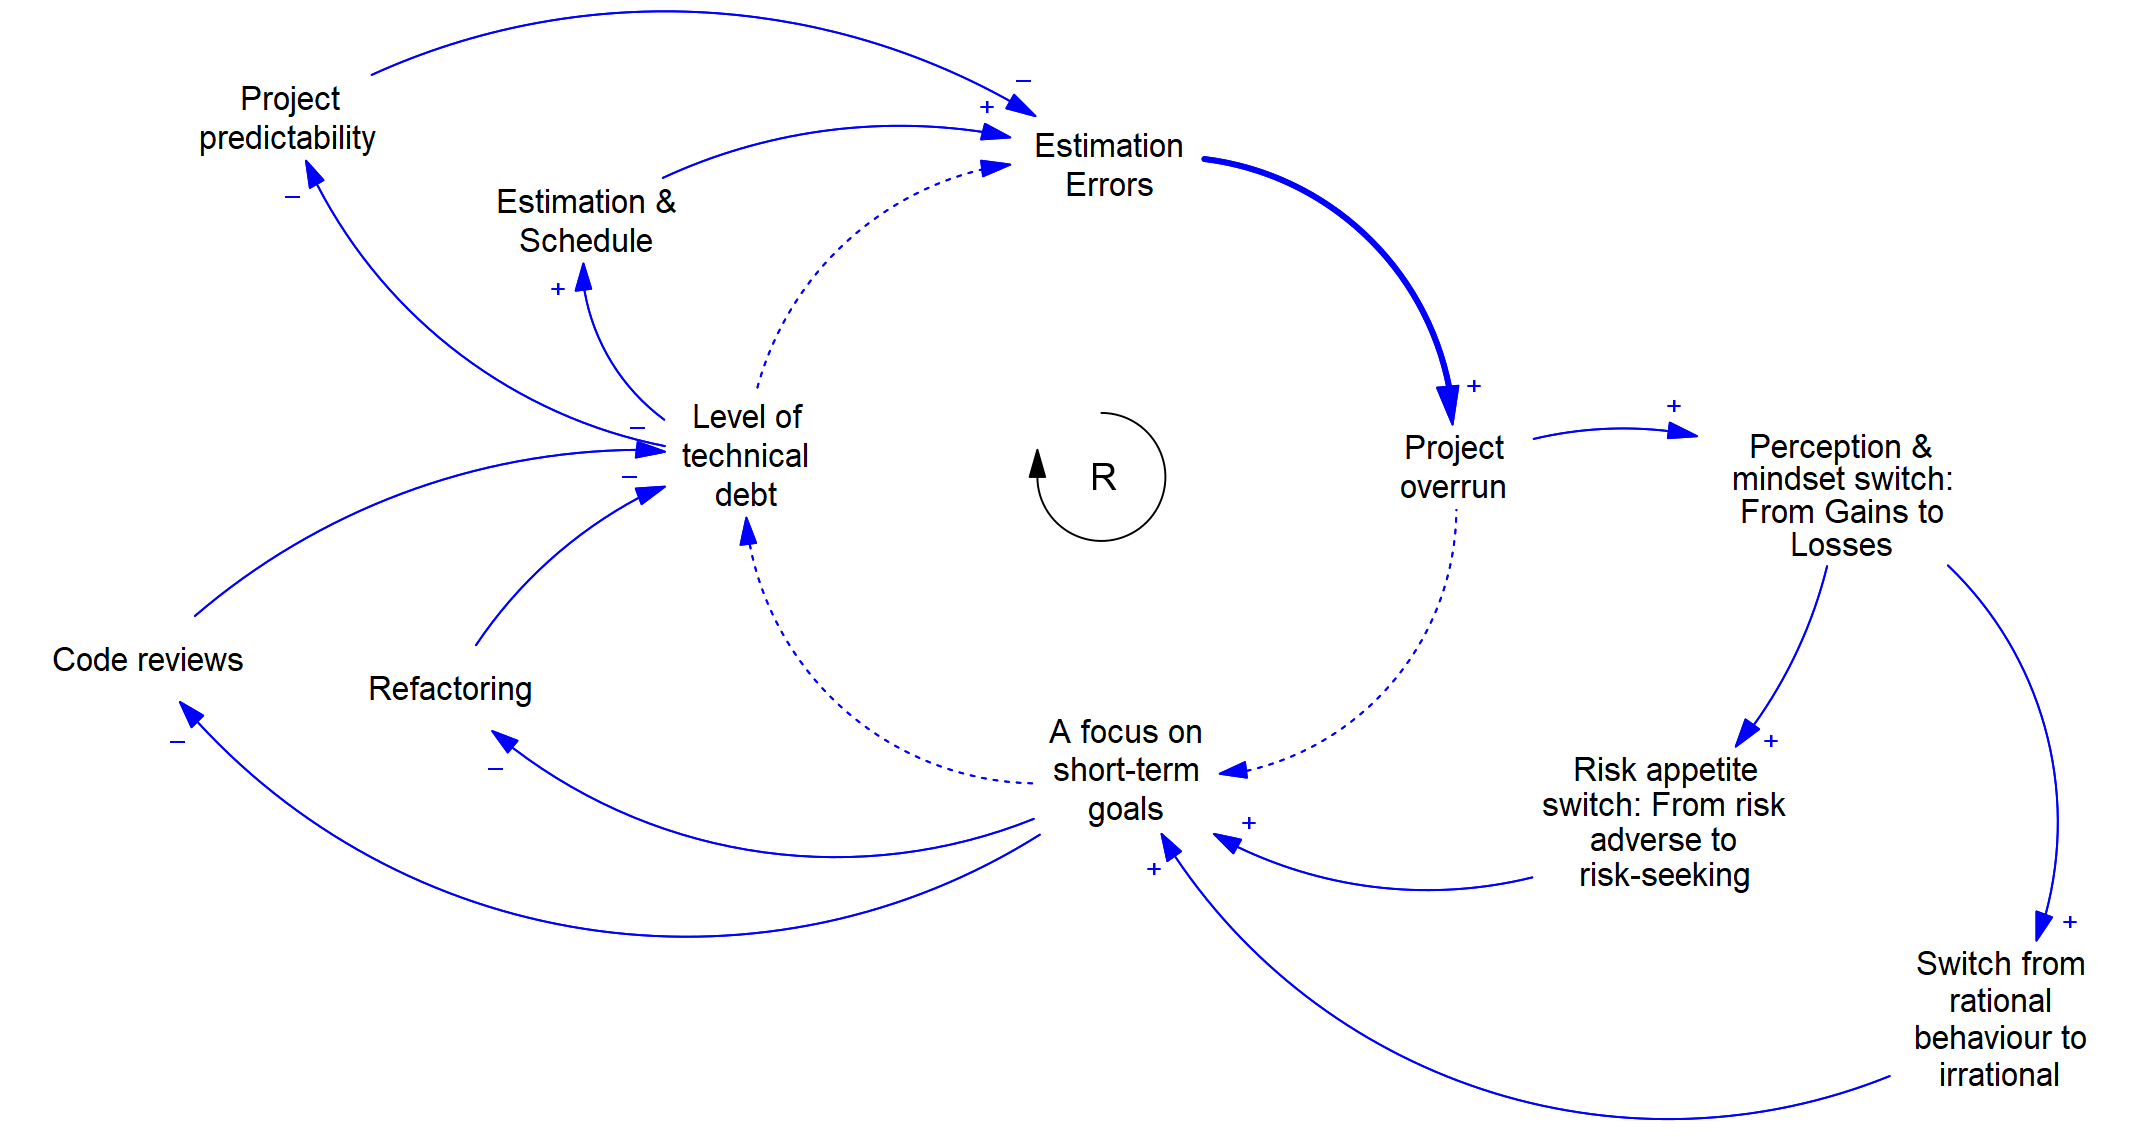 Project
predictability
Estimation &
Schedule
Estimation
Errors
Level of
technical
debt
R
Project
overrun
Perception &
mindset switch:
From Gains to
Losses
Code reviews
Refactoring
A focus on
short-term
goals
Risk appetite
switch: From risk
adverse to
risk-seeking
Switch from
rational
behaviour to
irrational
–
+
–
+
–
–
+
+
–
–
+
+
+
+